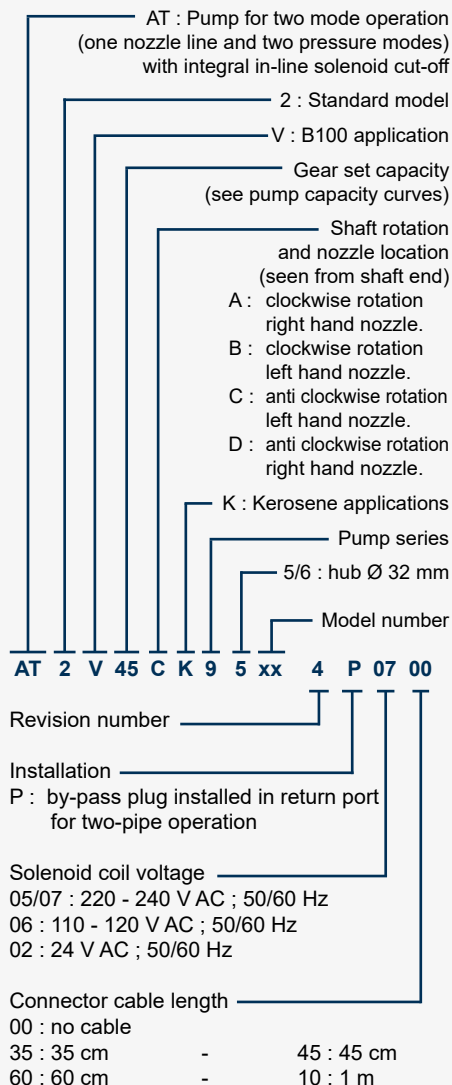 AT : Pump for two mode operation
(one nozzle line and two pressure modes)
with integral in-line solenoid cut-off
2 : Standard model
V : B100 application
Gear set capacity
(see pump capacity curves)
Shaft rotation
and nozzle location
(seen from shaft end)
A : clockwise rotation
right hand nozzle.
B : clockwise rotation
left hand nozzle.
C : anti clockwise rotation
left hand nozzle.
D : anti clockwise rotation
right hand nozzle.
K : Kerosene applications
Pump series
5/6 : hub Ø 32 mm
Model number
AT 2 V 45 C K 9 5 xx 4 P 07 00
Revision number
Installation
P : by-pass plug installed in return port
for two-pipe operation
Solenoid coil voltage
05/07 : 220 - 240 V AC ; 50/60 Hz
06 : 110 - 120 V AC ; 50/60 Hz
02 : 24 V AC ; 50/60 Hz
Connector cable length
00 : no cable
35 : 35 cm - 45 : 45 cm
60 : 60 cm - 10 : 1 m